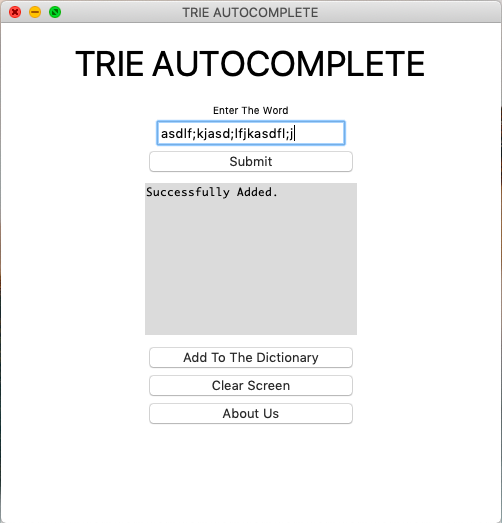 TRIE AUTOCOMPLETE
TRIE AUTOCOMPLETE
Enter The Word
asdlf;kjasd;lfjkasdfl;j
Submit
Successfully Added.
Add To The Dictionary
Clear Screen
About Us